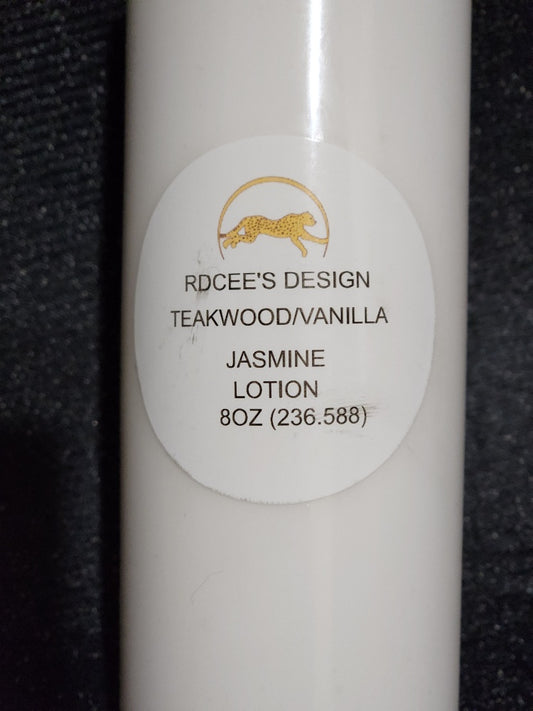 RDCEE'S DESIGN
TEAKWOOD/VANILLA
JASMINE
LOTION
8OZ (236.588)